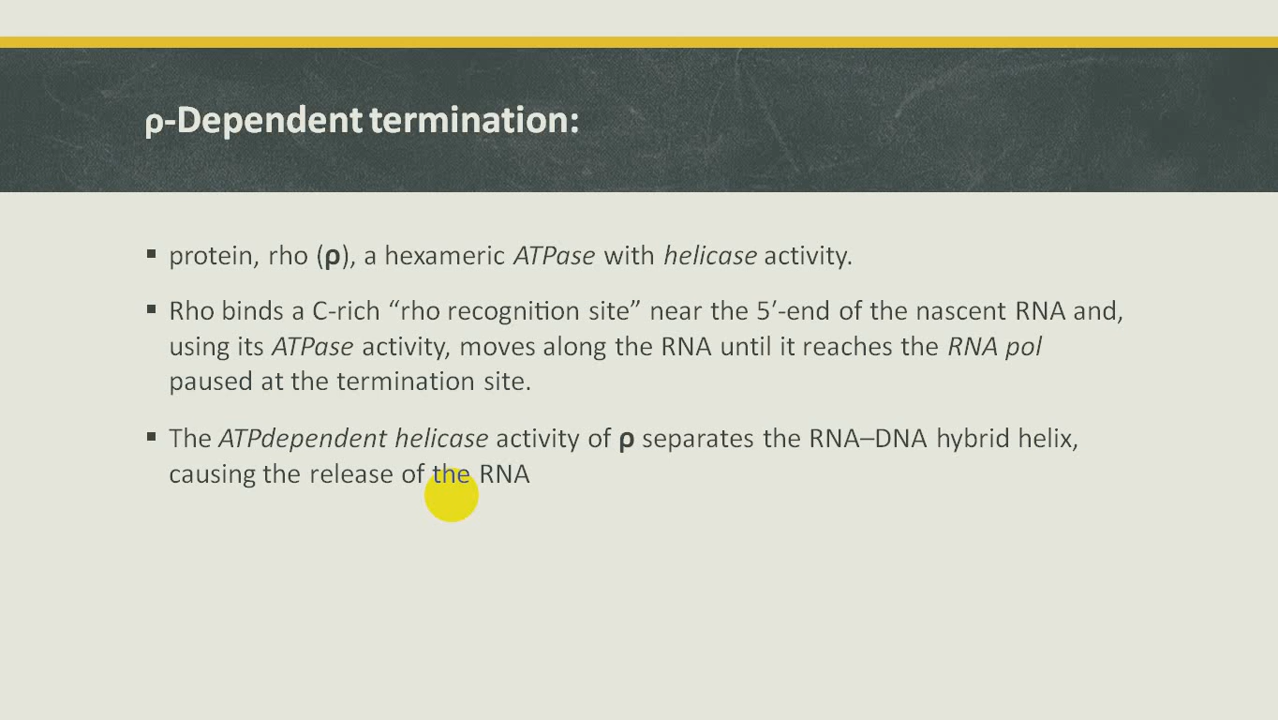 ρ-Dependent termination:
▪ protein, rho (ρ), a hexameric ATPase with helicase activity.
▪ Rho binds a C-rich “rho recognition site” near the 5′-end of the nascent RNA and,
using its ATPase activity, moves along the RNA until it reaches the RNA pol
paused at the termination site.
▪ The ATPdependent helicase activity of ρ separates the RNA–DNA hybrid helix,
causing the release of the RNA